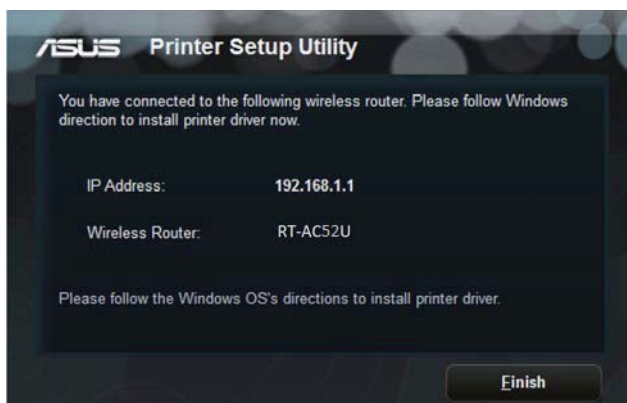 ASUS Printer Setup Utility
You have connected to the following wireless router. Please follow Windows
direction to install printer driver now.
IP Address: 192.168.1.1
Wireless Router: RT-AC52U
Please follow the Windows OS's directions to install printer driver.
Finish